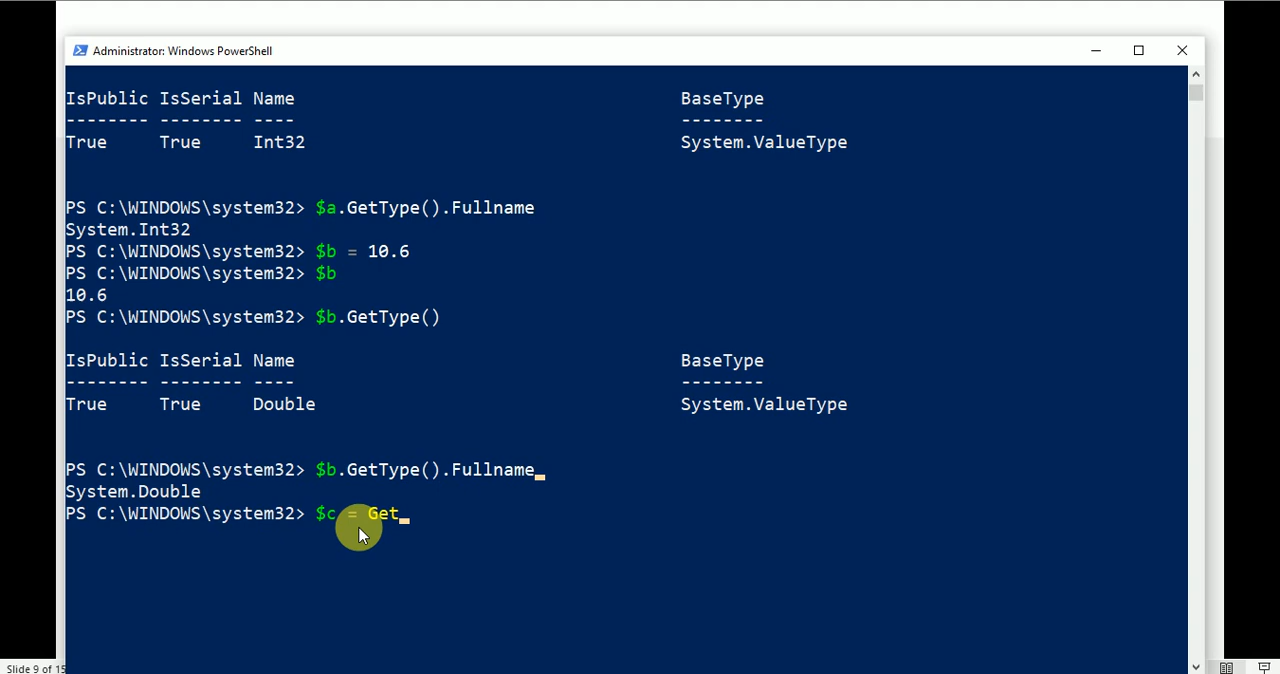 Administrator: Windows PowerShell
IsPublic IsSerial Name BaseType
-------- -------- ---- --------
True True Int32 System.ValueType
PS C:\WINDOWS\system32> $a.GetType().Fullname
System.Int32
PS C:\WINDOWS\system32> $b = 10.6
PS C:\WINDOWS\system32> $b
10.6
PS C:\WINDOWS\system32> $b.GetType()
IsPublic IsSerial Name BaseType
-------- -------- ---- --------
True True Double System.ValueType
PS C:\WINDOWS\system32> $b.GetType().Fullname
System.Double
PS C:\WINDOWS\system32> $c = Get
Slide 9 of 15